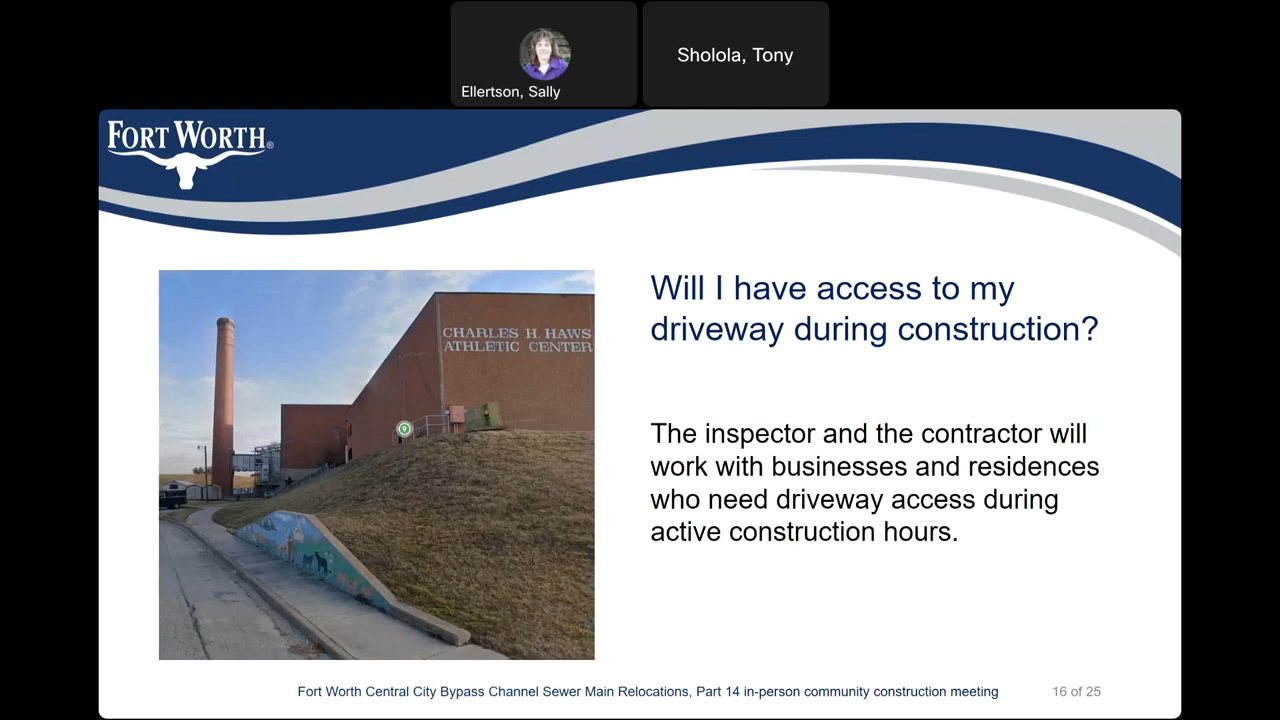 Sholola, Tony
Ellertson, Sally
FORT WORTH®
CHARLES H. HAWS
ATHLETIC CENTER
Will I have access to my
driveway during construction?
The inspector and the contractor will
work with businesses and residences
who need driveway access during
active construction hours.
Fort Worth Central City Bypass Channel Sewer Main Relocations, Part 14 in-person community construction meeting
16 of 25